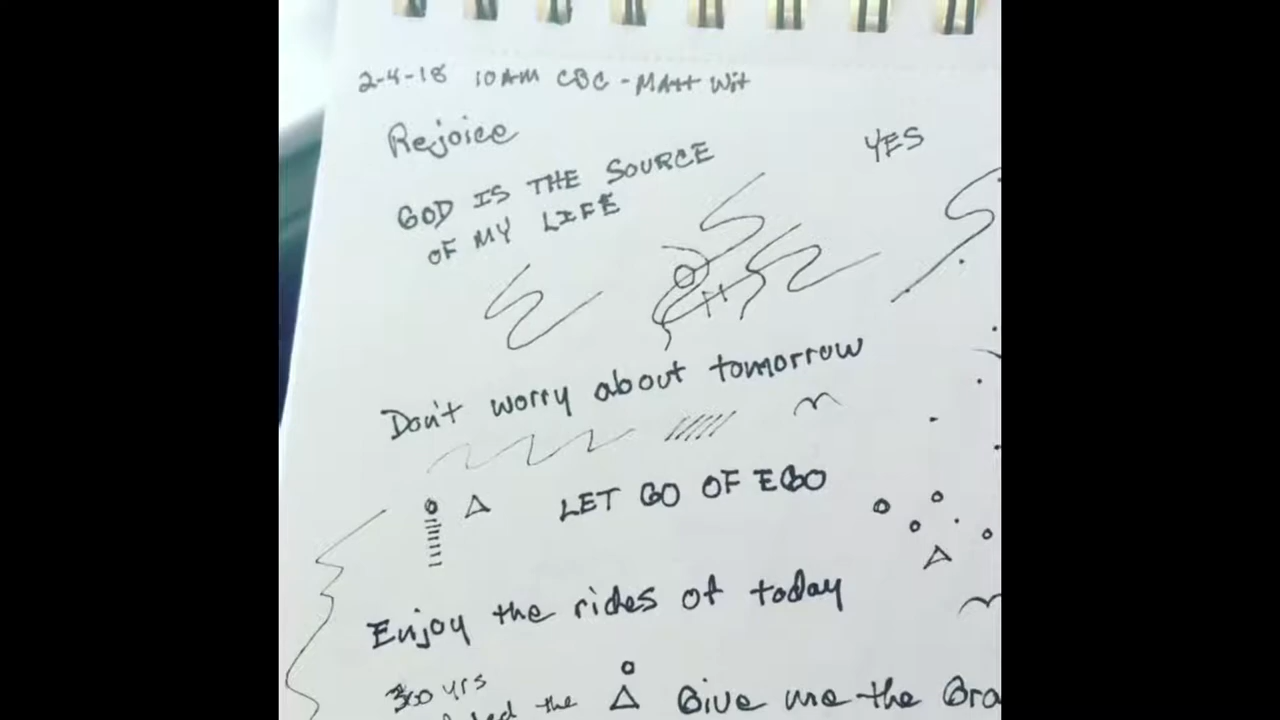 2-4-18 10AM CBC - MATT Wit
Rejoice
YES
GOD IS THE SOURCE
OF MY LIFE
Don't worry about tomorrow
LET GO OF EGO
Enjoy the rides of today
300 yrs
the Give me the